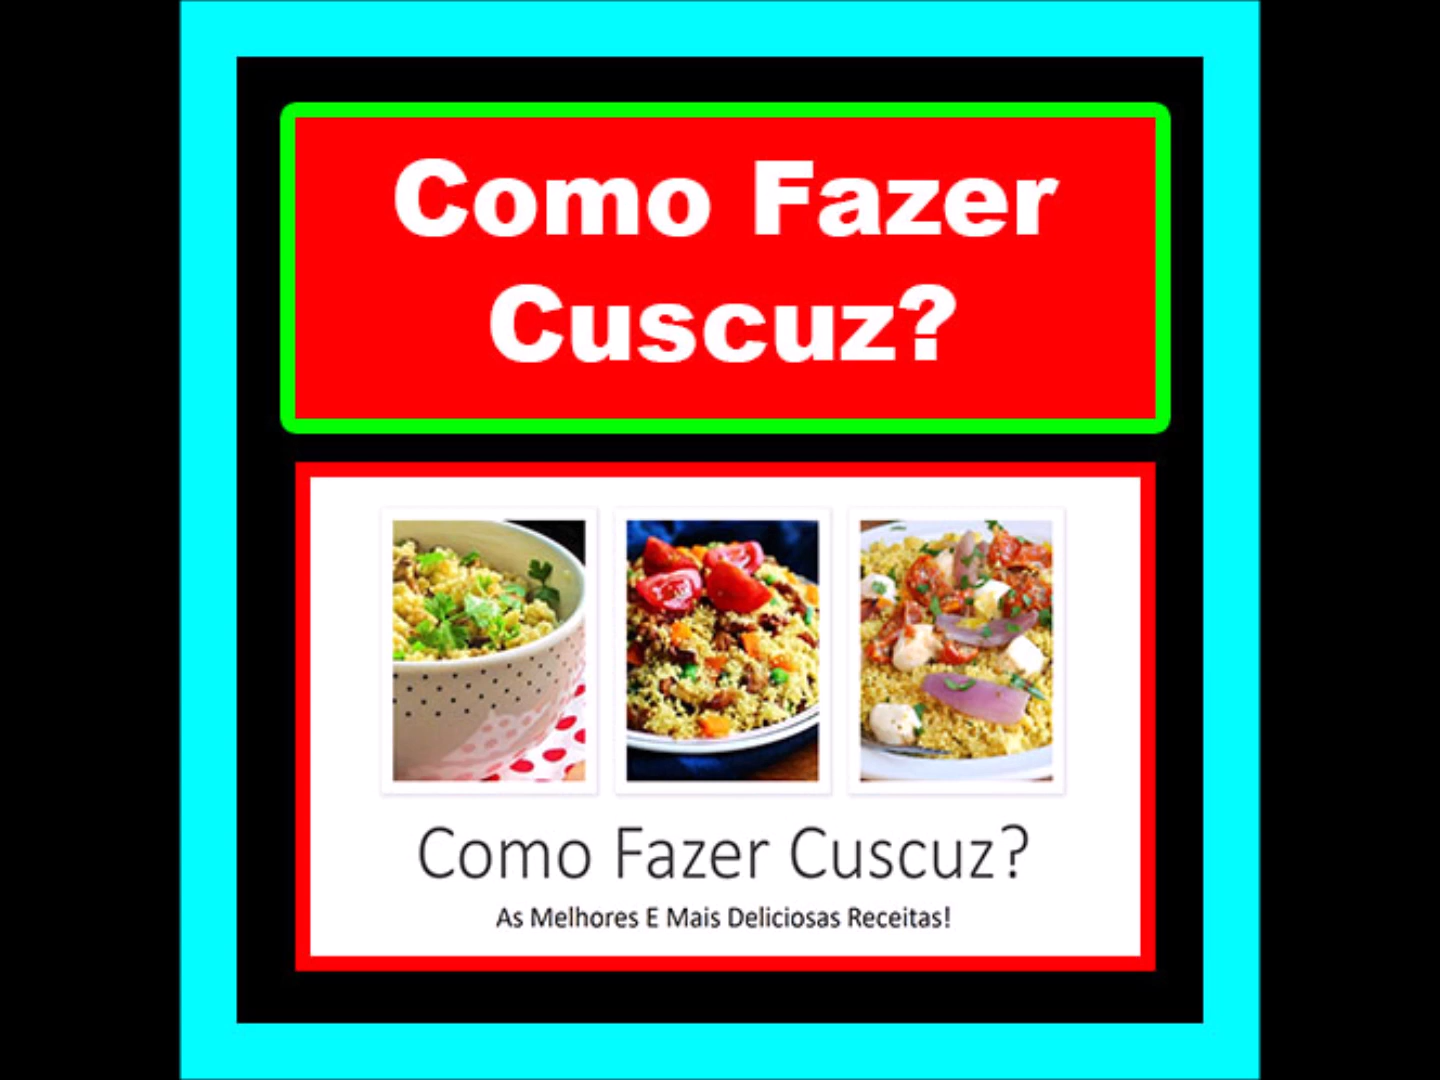 Como Fazer
Cuscuz?
Como Fazer Cuscuz?
As Melhores E Mais Deliciosas Receitas!